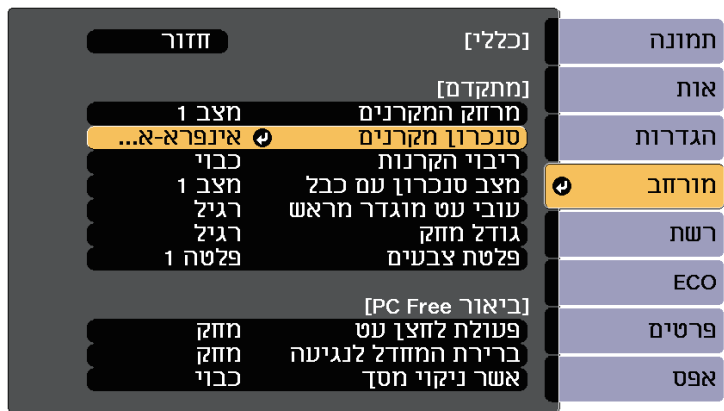 תמונה
אות
הגדרות
מורחב
רשת
ECO
פרטים
אפס
[כללי] חזור
[מתקדם]
מרחק המקרנים מצב 1
סנכרון מקרנים אינפרא-א...
ריבוי הקרנות כבוי
מצב סנכרון עם כבל מצב 1
עובי עט מוגדר מראש רגיל
גודל מחק רגיל
פלטת צבעים פלטה 1
[ביאור PC Free]
פעולת לחצן עט מחק
ברירת המחדל לנגיעה מחק
אשר ניקוי מסך כבוי